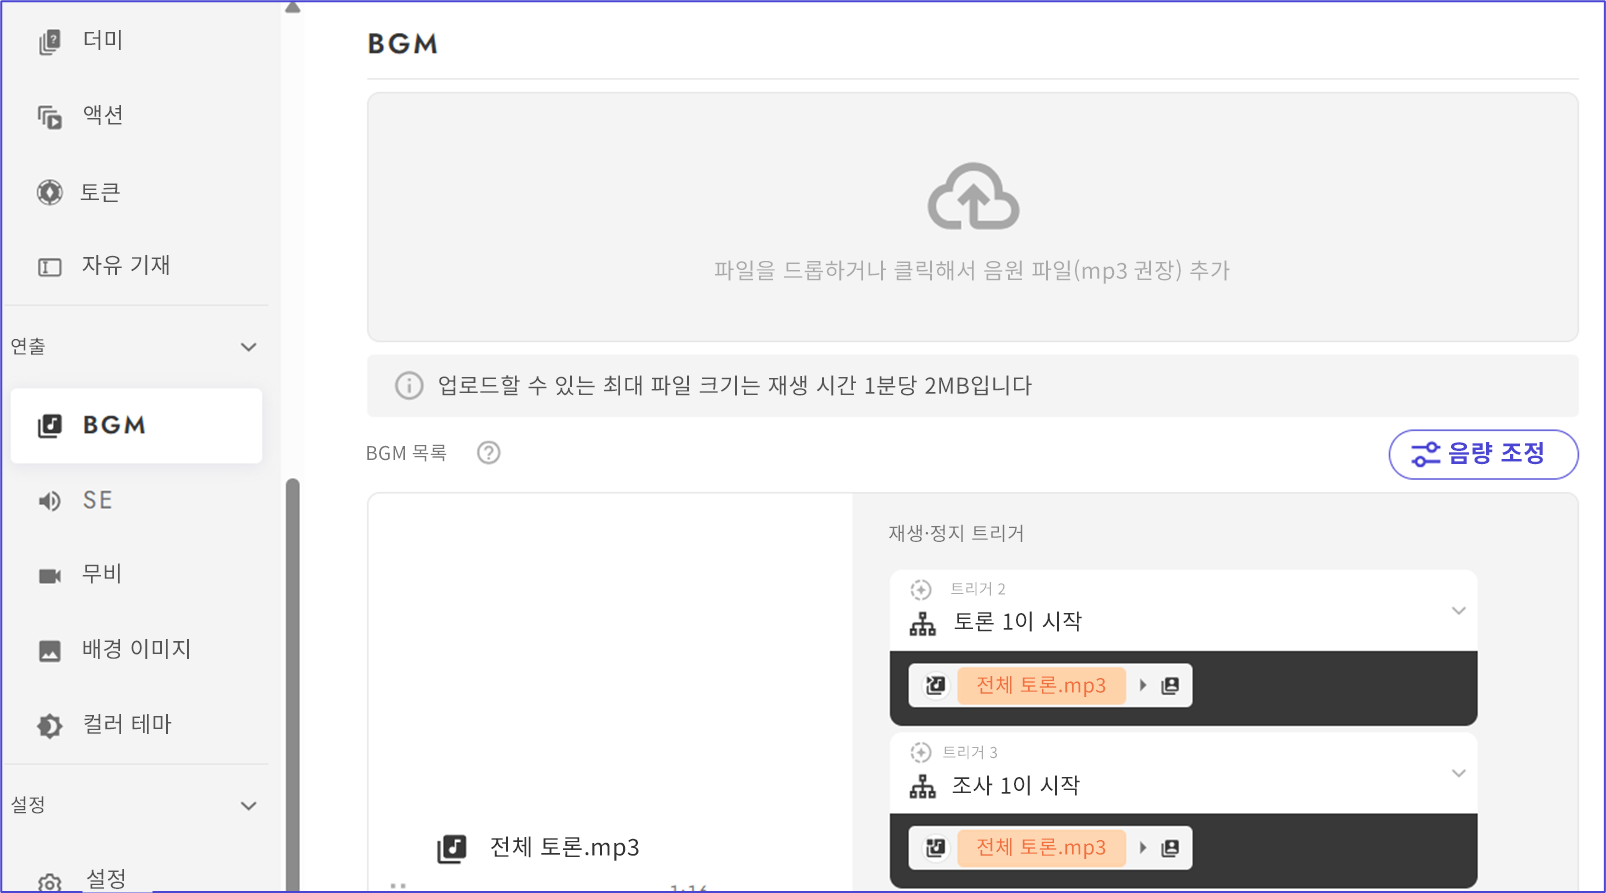 더미
액션
토큰
자유 기재
연출
BGM
SE
무비
배경 이미지
컬러 테마
설정
설정
BGM
파일을 드롭하거나 클릭해서 음원 파일(mp3 권장) 추가
업로드할 수 있는 최대 파일 크기는 재생 시간 1분당 2MB입니다
BGM 목록
음량 조정
전체 토론.mp3
재생·정지 트리거
트리거 2
토론 1이 시작
전체 토론.mp3
트리거 3
조사 1이 시작
전체 토론.mp3